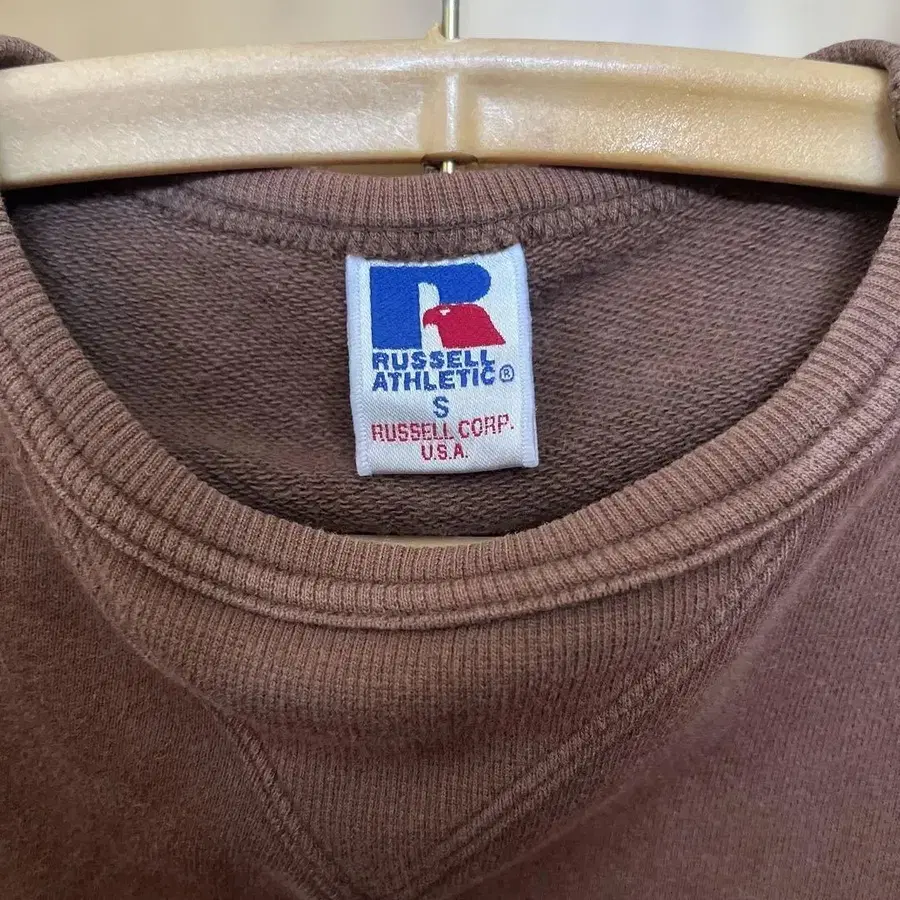 R
RUSSELL
ATHLETIC®
S
RUSSELL CORP.
U.S.A.